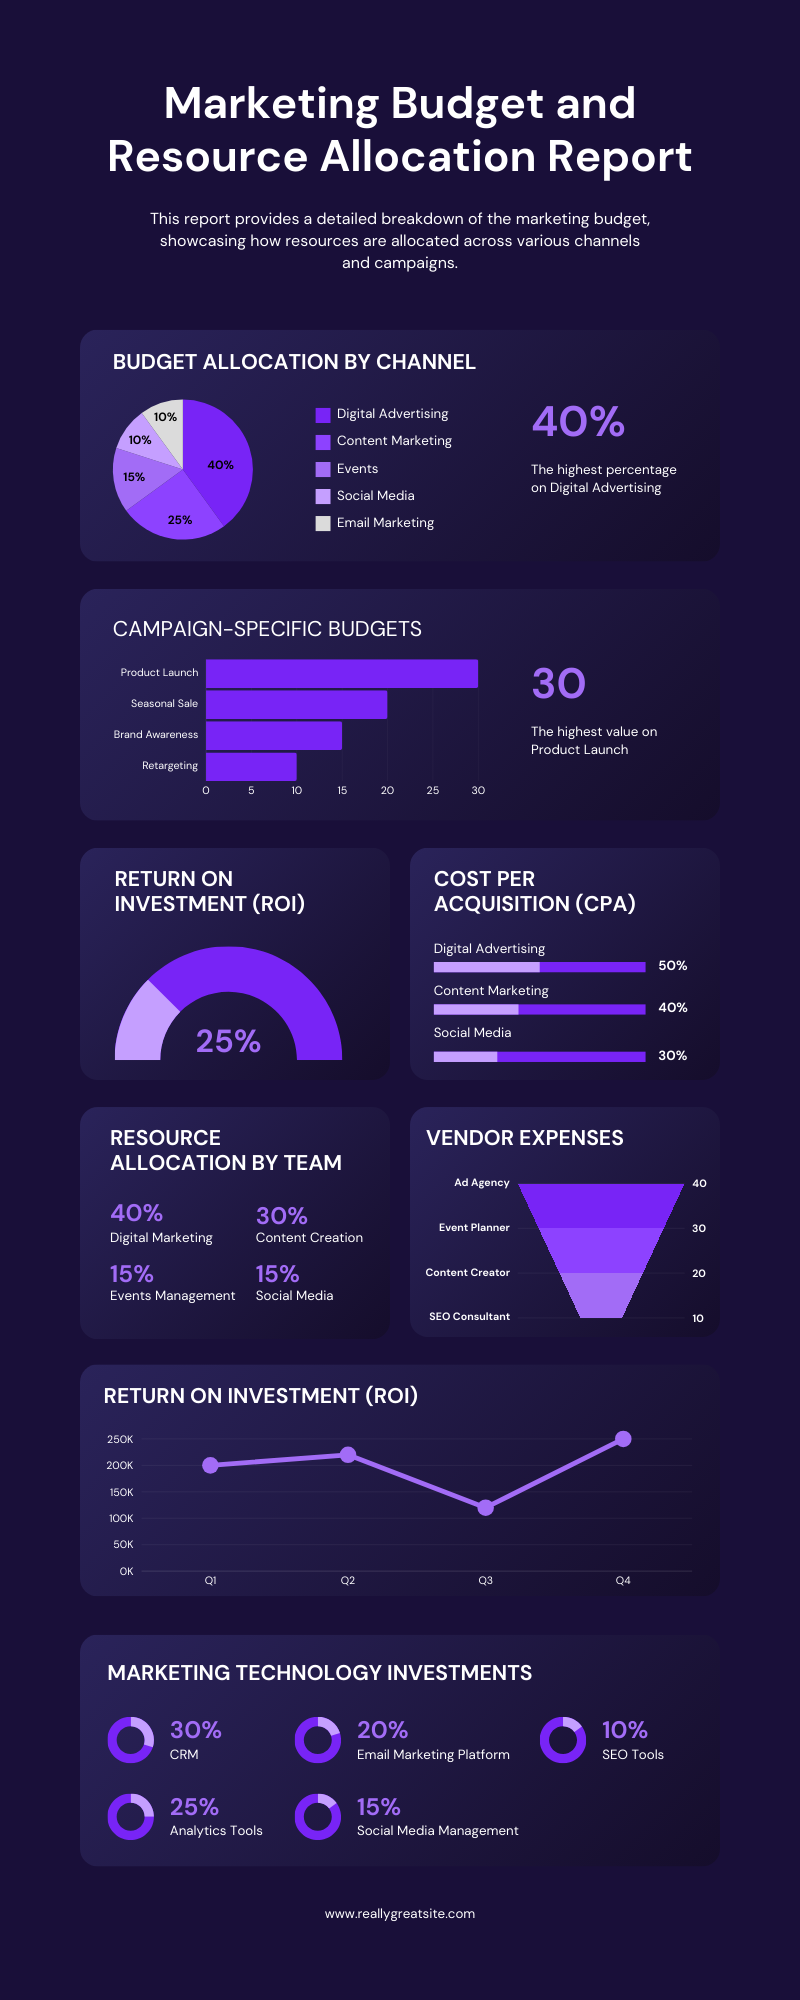 Marketing Budget and
Resource Allocation Report
This report provides a detailed breakdown of the marketing budget,
showcasing how resources are allocated across various channels
and campaigns.
BUDGET ALLOCATION BY CHANNEL
10%
10%
15%
40%
25%
Digital Advertising
Content Marketing
Events
Social Media
Email Marketing
40%
The highest percentage
on Digital Advertising
CAMPAIGN-SPECIFIC BUDGETS
Product Launch
Seasonal Sale
Brand Awareness
Retargeting
0 5 10 15 20 25 30
30
The highest value on
Product Launch
RETURN ON
INVESTMENT (ROI)
25%
COST PER
ACQUISITION (CPA)
Digital Advertising
50%
Content Marketing
40%
Social Media
30%
RESOURCE
ALLOCATION BY TEAM
40%
Digital Marketing
30%
Content Creation
15%
Events Management
15%
Social Media
VENDOR EXPENSES
Ad Agency 40
Event Planner 30
Content Creator 20
SEO Consultant 10
RETURN ON INVESTMENT (ROI)
250K
200K
150K
100K
50K
0K
Q1 Q2 Q3 Q4
MARKETING TECHNOLOGY INVESTMENTS
30%
CRM
20%
Email Marketing Platform
10%
SEO Tools
25%
Analytics Tools
15%
Social Media Management
www.reallygreatsite.com